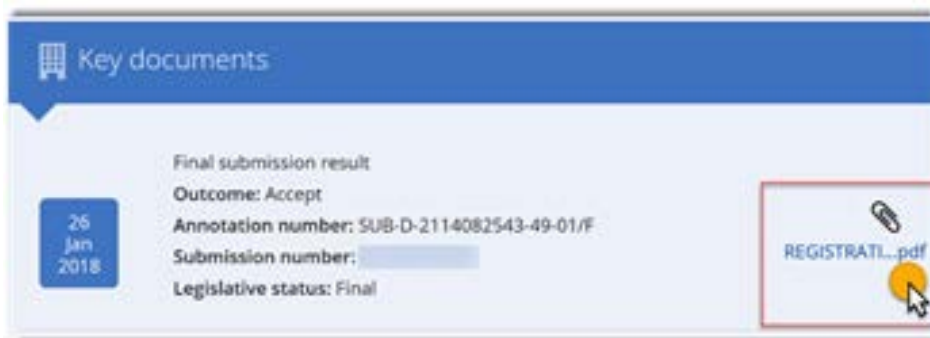 Key documents
Final submission result
Outcome: Accept
26
Jan
2018
Annotation number: SUB-D-2114082543-49-01/F
Submission number:
Legislative status: Final
REGISTRATI...pdf